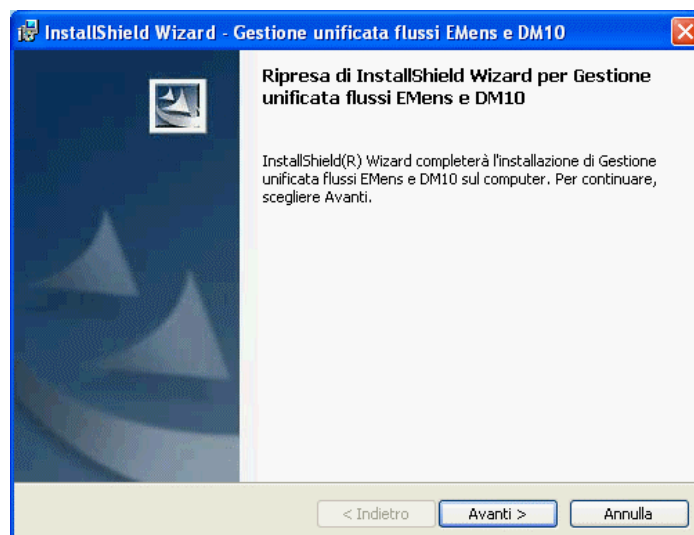 InstallShield Wizard - Gestione unificata flussi EMens e DM10
Ripresa di InstallShield Wizard per Gestione
unificata flussi EMens e DM10
InstallShield(R) Wizard completerà l'installazione di Gestione
unificata flussi EMens e DM10 sul computer. Per continuare,
scegliere Avanti.
< Indietro
Avanti >
Annulla